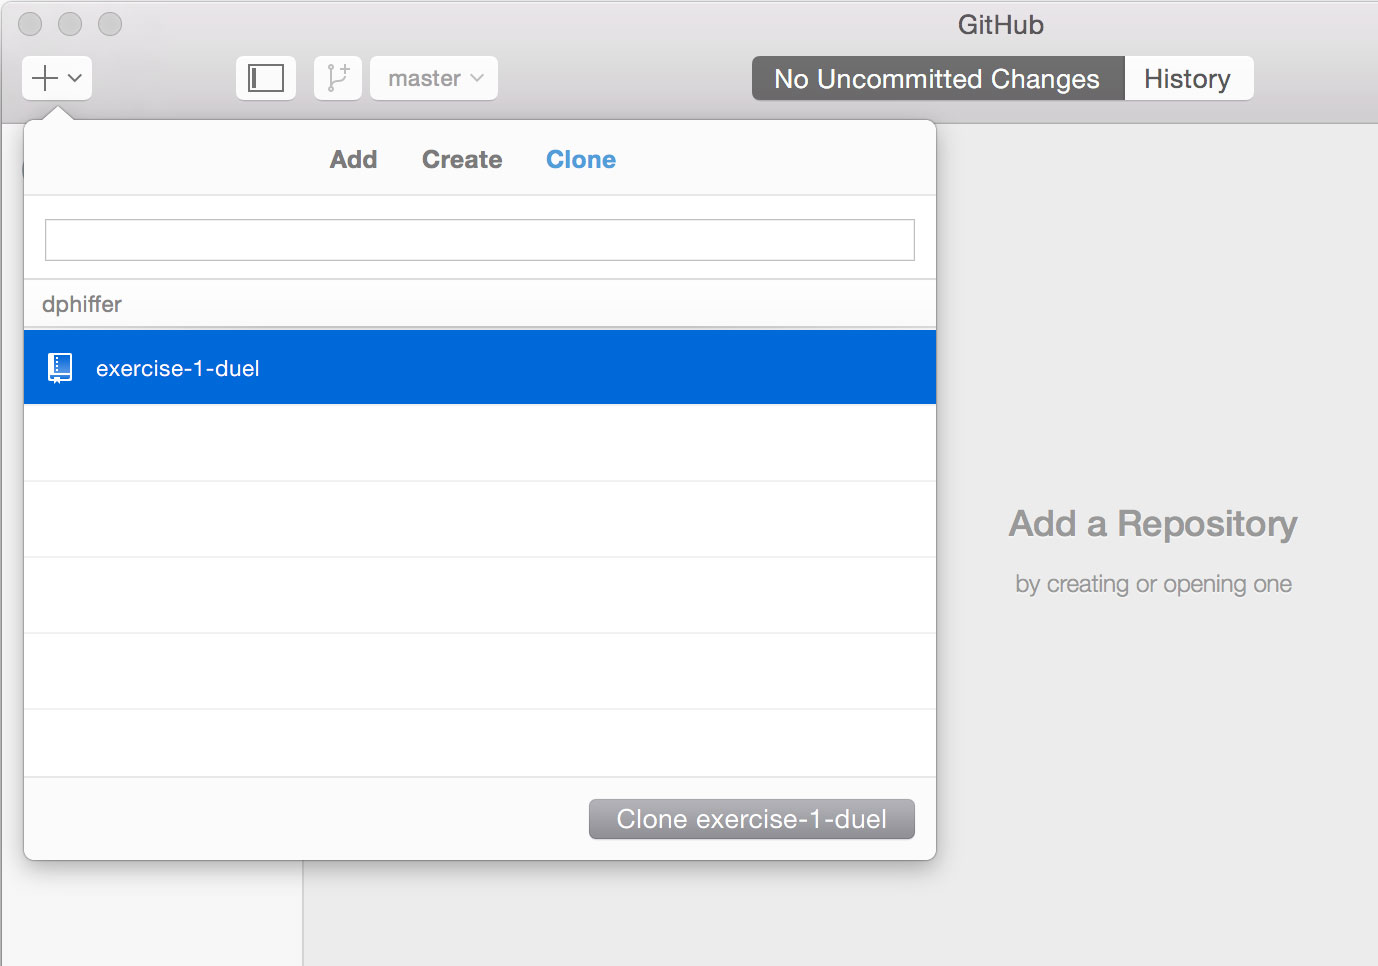 GitHub
master
No Uncommitted Changes
History
Add
Create
Clone
dphiffer
exercise-1-duel
Add a Repository
by creating or opening one
Clone exercise-1-duel